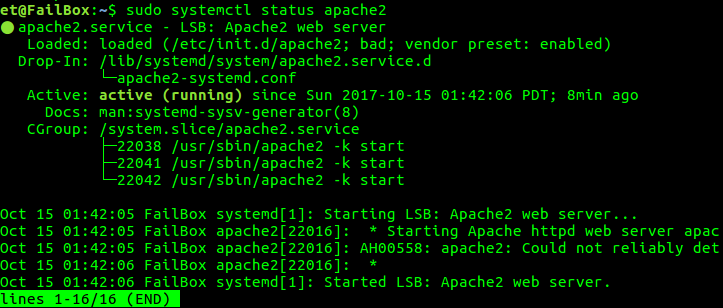 et@FailBox:~$ sudo systemctl status apache2
● apache2.service - LSB: Apache2 web server
   Loaded: loaded (/etc/init.d/apache2; bad; vendor preset: enabled)
  Drop-In: /lib/systemd/system/apache2.service.d
           └─apache2-systemd.conf
   Active: active (running) since Sun 2017-10-15 01:42:06 PDT; 8min ago
     Docs: man:systemd-sysv-generator(8)
   CGroup: /system.slice/apache2.service
           ├─22038 /usr/sbin/apache2 -k start
           ├─22041 /usr/sbin/apache2 -k start
           └─22042 /usr/sbin/apache2 -k start
Oct 15 01:42:05 FailBox systemd[1]: Starting LSB: Apache2 web server...
Oct 15 01:42:05 FailBox apache2[22016]:  * Starting Apache httpd web server apac
Oct 15 01:42:05 FailBox apache2[22016]: AH00558: apache2: Could not reliably det
Oct 15 01:42:06 FailBox apache2[22016]:  *
Oct 15 01:42:06 FailBox systemd[1]: Started LSB: Apache2 web server.
lines 1-16/16 (END)